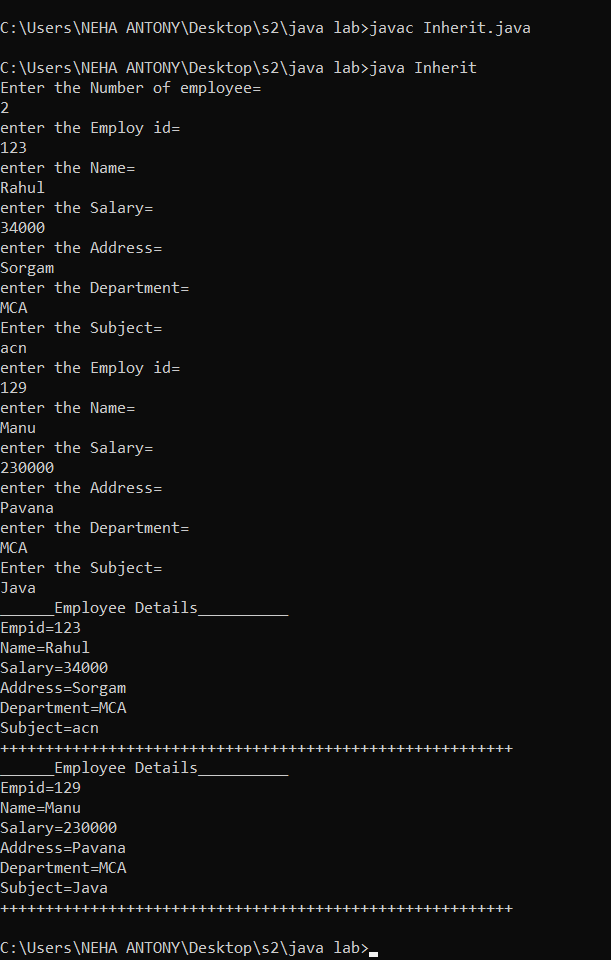 C:\Users\NEHA ANTONY\Desktop\s2\java lab>javac Inherit.java
C:\Users\NEHA ANTONY\Desktop\s2\java lab>java Inherit
Enter the Number of employee=
2
enter the Employ id=
123
enter the Name=
Rahul
enter the Salary=
34000
enter the Address=
Sorgam
enter the Department=
MCA
Enter the Subject=
acn
enter the Employ id=
129
enter the Name=
Manu
enter the Salary=
230000
enter the Address=
Pavana
enter the Department=
MCA
Enter the Subject=
Java
______Employee Details__________
Empid=123
Name=Rahul
Salary=34000
Address=Sorgam
Department=MCA
Subject=acn
+++++++++++++++++++++++++++++++++++++++++++++++++++++++++
______Employee Details__________
Empid=129
Name=Manu
Salary=230000
Address=Pavana
Department=MCA
Subject=Java
+++++++++++++++++++++++++++++++++++++++++++++++++++++++++
C:\Users\NEHA ANTONY\Desktop\s2\java lab>